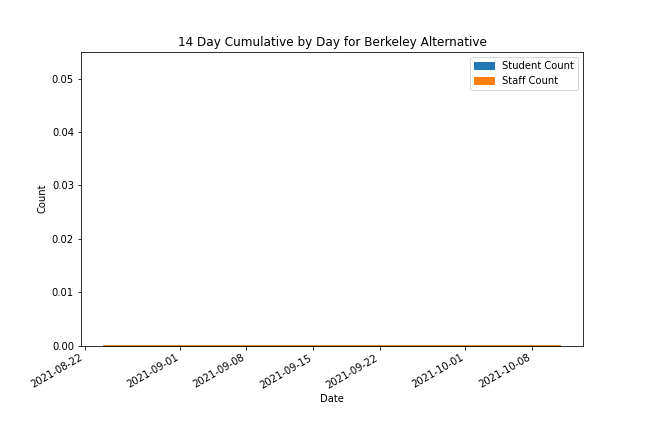 14 Day Cumulative by Day for Berkeley Alternative
Student Count
Staff Count
0.05
0.04
0.03
0.02
0.01
0.00
Count
2021-08-22
2021-09-01
2021-09-08
2021-09-15
2021-09-22
2021-10-01
2021-10-08
Date